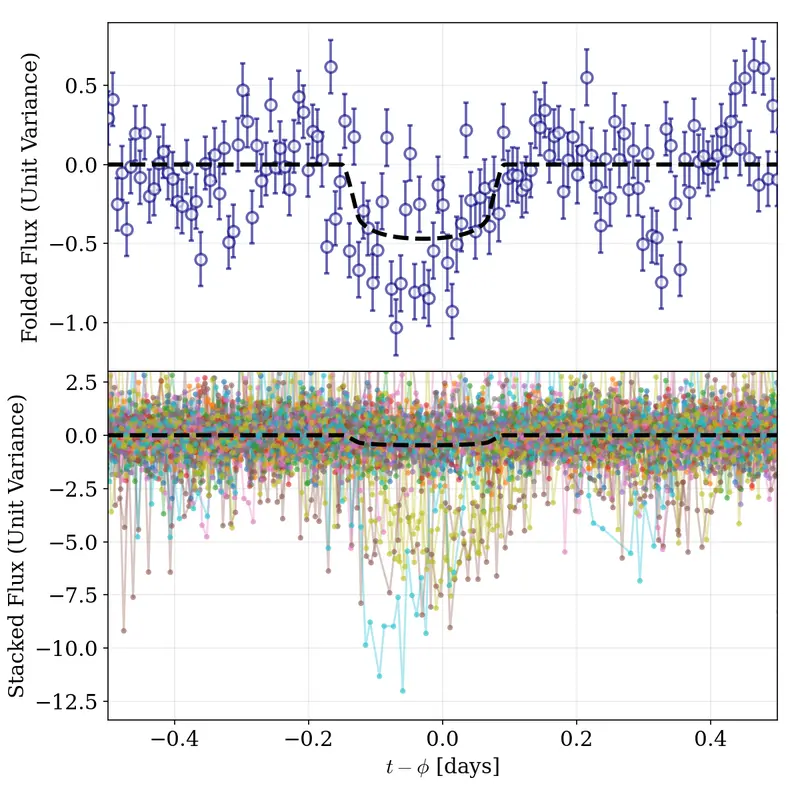 Folded Flux (Unit Variance)
0.5
0.0
−0.5
−1.0
Stacked Flux (Unit Variance)
2.5
0.0
−2.5
−5.0
−7.5
−10.0
−12.5
−0.4 −0.2 0.0 0.2 0.4
t − ϕ [days]